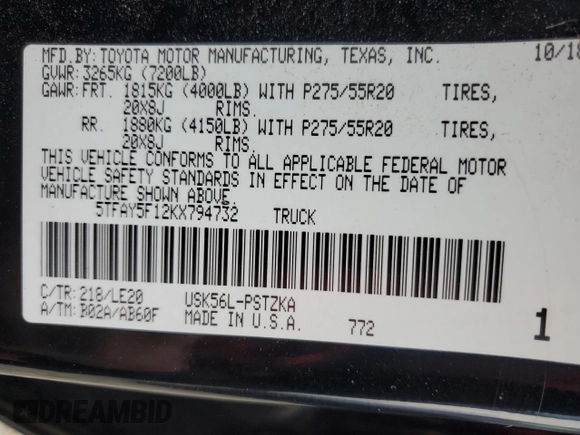 MFD.BY:TOYOTA MOTOR MANUFACTURING, TEXAS, INC. 10/18
GVWR:3265KG (7200LB)
GAWR:FRT. 1815KG (4000LB) WITH P275/55R20 TIRES,
20X8J RIMS.
RR. 1880KG (4150LB) WITH P275/55R20 TIRES,
20X8J RIMS.
THIS VEHICLE CONFORMS TO ALL APPLICABLE FEDERAL MOTOR
VEHICLE SAFETY STANDARDS IN EFFECT ON THE DATE OF
MANUFACTURE SHOWN ABOVE.
5TFAY5F12KX794732 TRUCK
C/TR:218/LE20 USK56L-PSTZKA
A/TM:B02A/AB60F MADE IN U.S.A. 772 1
DREAMBID